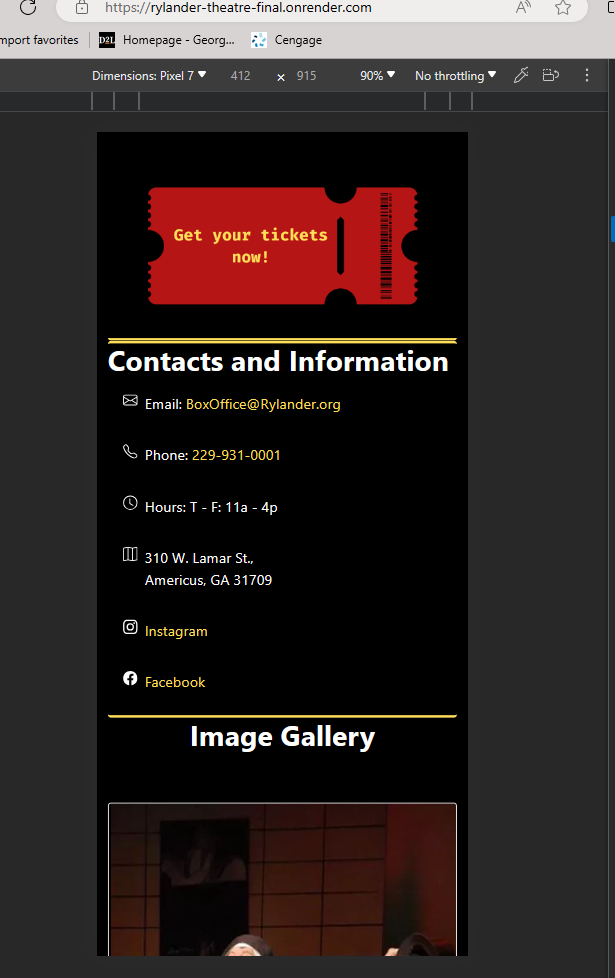 https://rylander-theatre-final.onrender.com
mport favorites
D2L Homepage - Georg...
Cengage
Dimensions: Pixel 7 ▼ 412 × 915 90% ▼ No throttling ▼
Get your tickets
now!
Contacts and Information
Email: BoxOffice@Rylander.org
Phone: 229-931-0001
Hours: T - F: 11a - 4p
310 W. Lamar St.,
Americus, GA 31709
Instagram
Facebook
Image Gallery